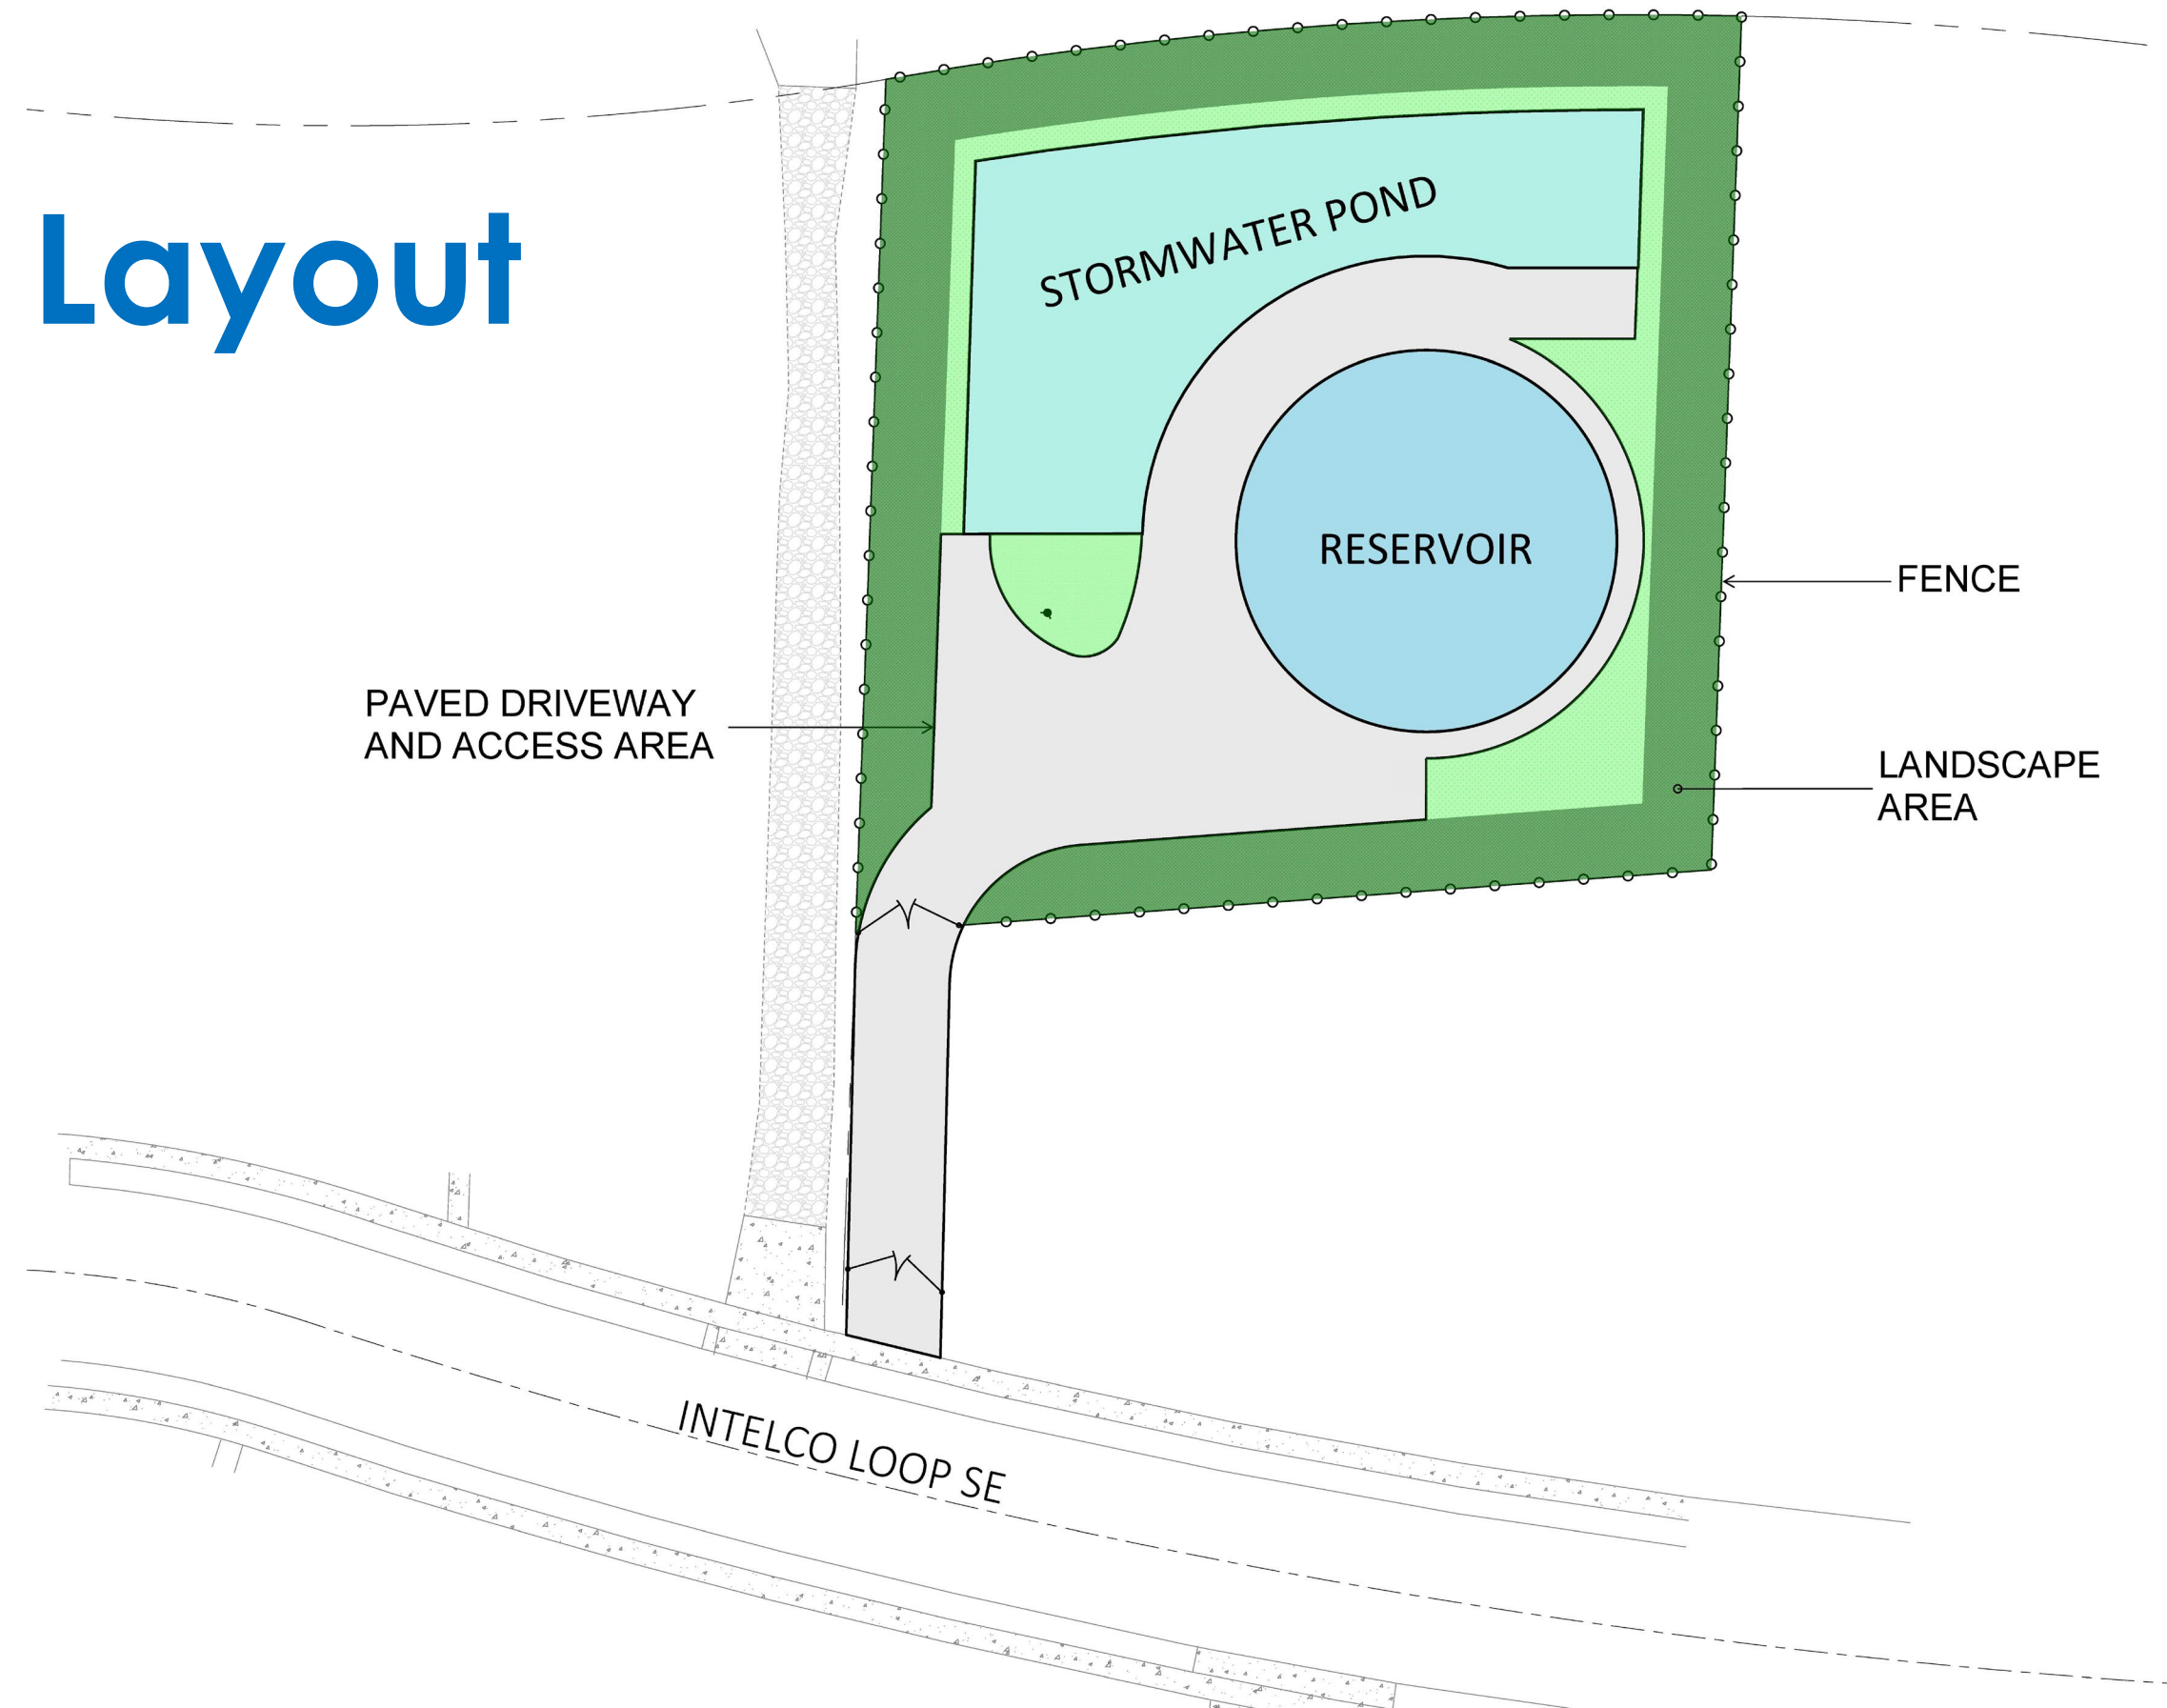 Layout
STORMWATER POND
RESERVOIR
FENCE
PAVED DRIVEWAY
AND ACCESS AREA
LANDSCAPE
AREA
INTELCO LOOP SE